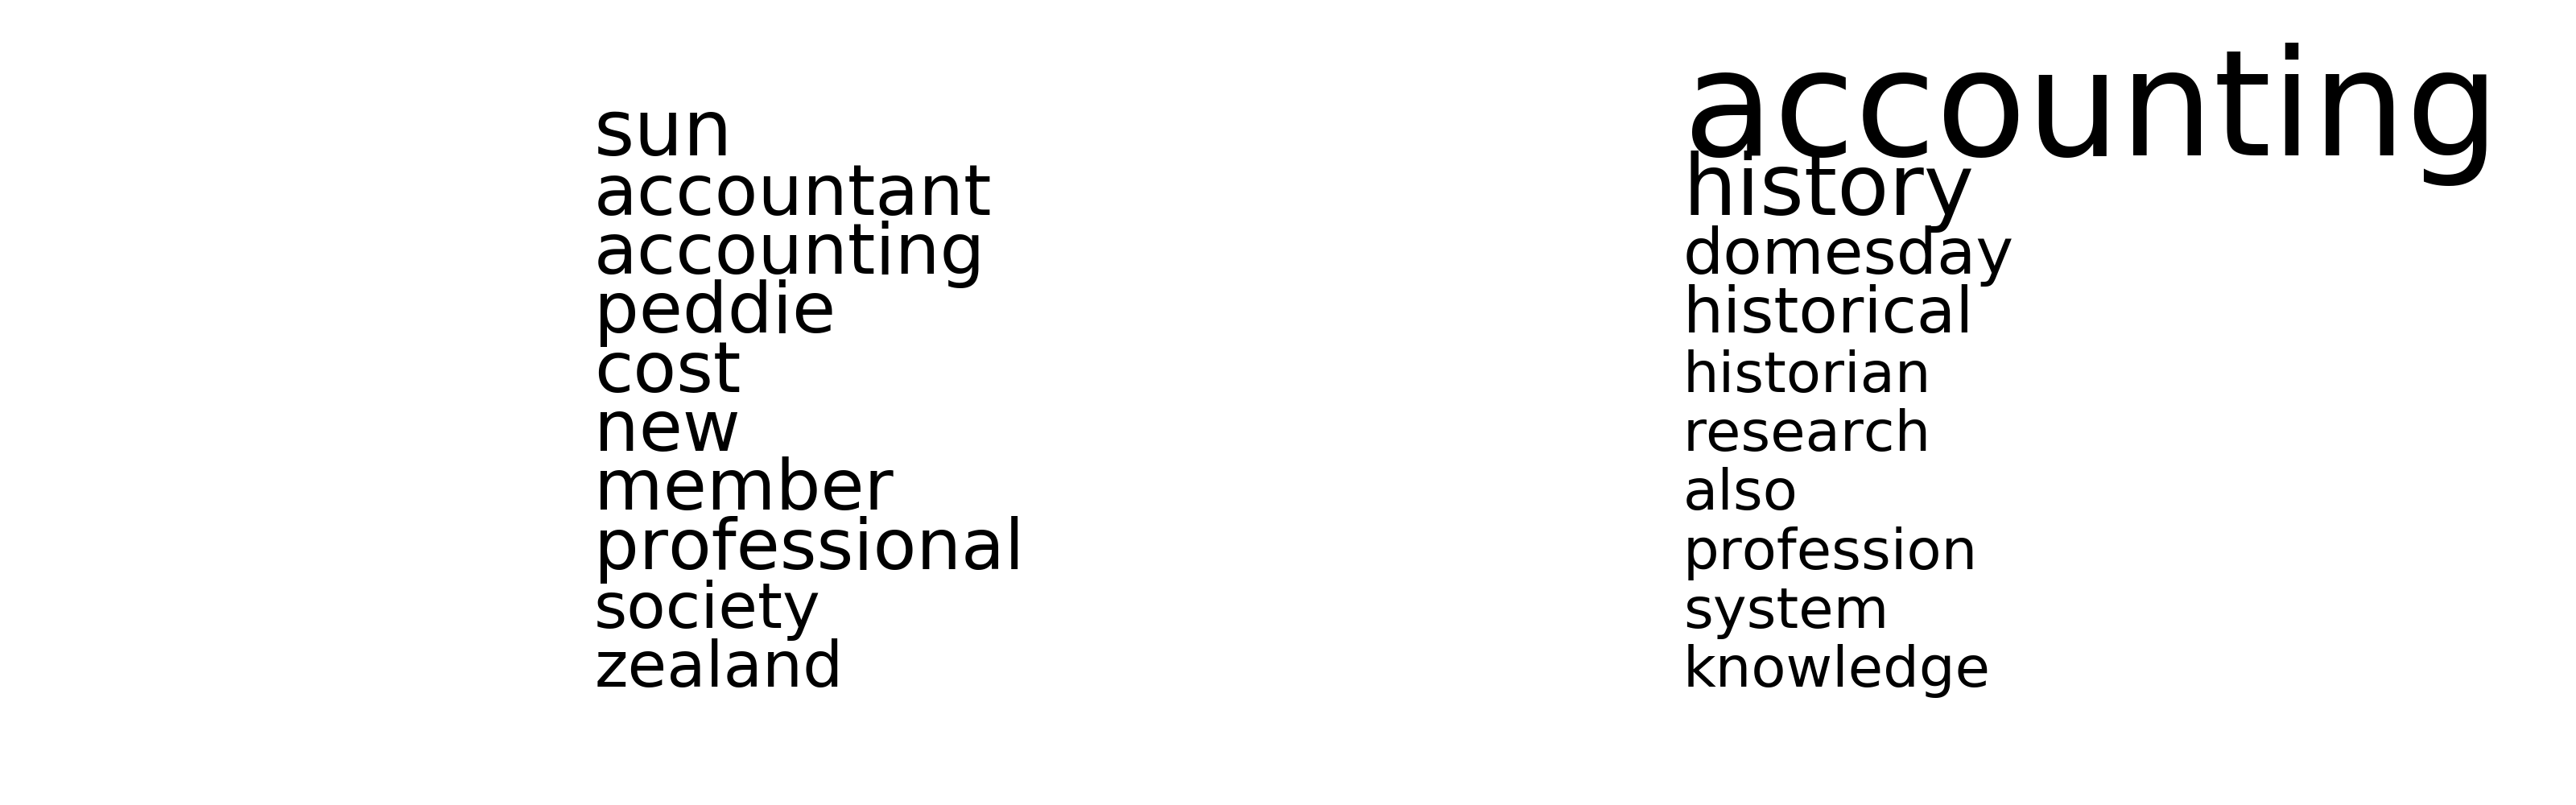 sun
accountant
accounting
peddie
cost
new
member
professional
society
zealand
accounting
history
domesday
historical
historian
research
also
profession
system
knowledge